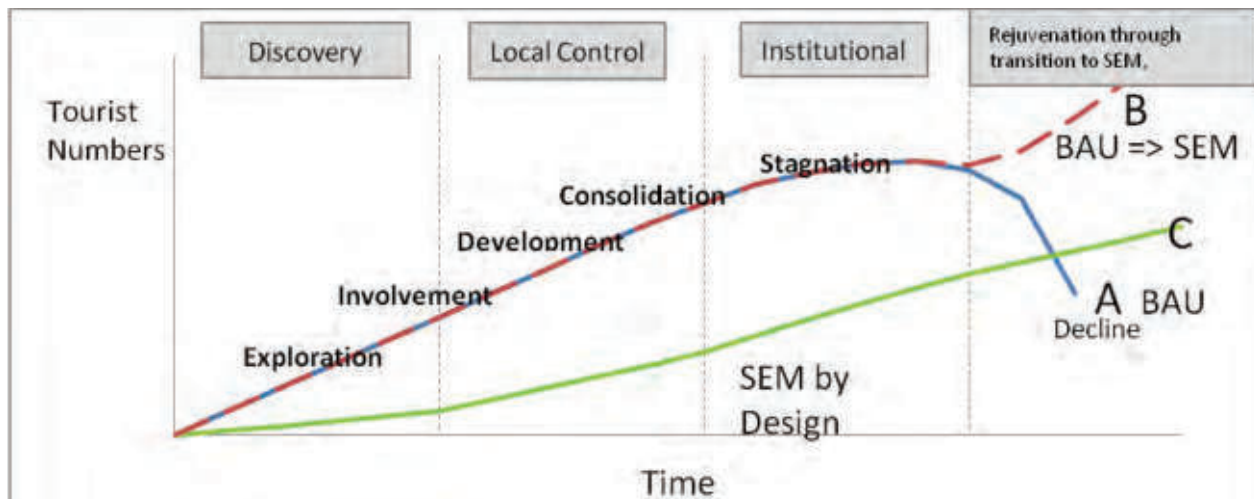 Discovery
Local Control
Institutional
Rejuvenation through
transition to SEM,
Tourist
Numbers
B
BAU => SEM
Stagnation
Consolidation
Development
C
Involvement
A BAU
Decline
Exploration
SEM by
Design
Time